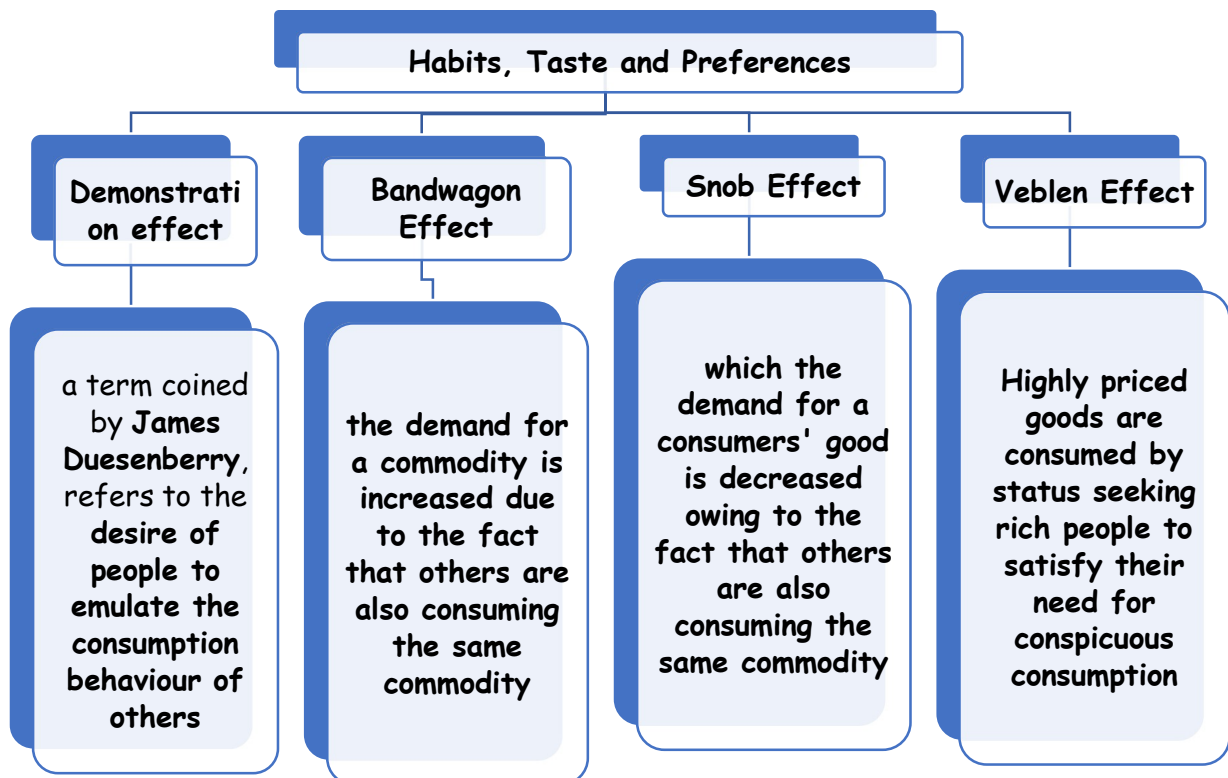 Habits, Taste and Preferences
Demonstrati
on effect
a term coined
by James
Duesenberry,
refers to the
desire of
people to
emulate the
consumption
behaviour of
others
Bandwagon
Effect
the demand for
a commodity is
increased due
to the fact
that others are
also consuming
the same
commodity
Snob Effect
which the
demand for a
consumers' good
is decreased
owing to the
fact that others
are also
consuming the
same commodity
Veblen Effect
Highly priced
goods are
consumed by
status seeking
rich people to
satisfy their
need for
conspicuous
consumption